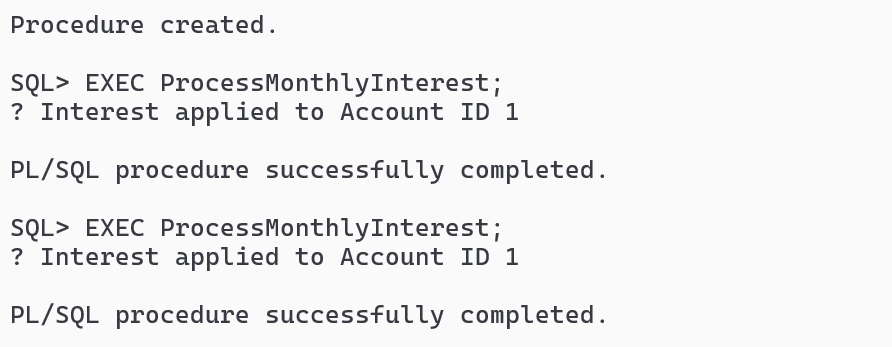 Procedure created.
SQL> EXEC ProcessMonthlyInterest;
? Interest applied to Account ID 1
PL/SQL procedure successfully completed.
SQL> EXEC ProcessMonthlyInterest;
? Interest applied to Account ID 1
PL/SQL procedure successfully completed.